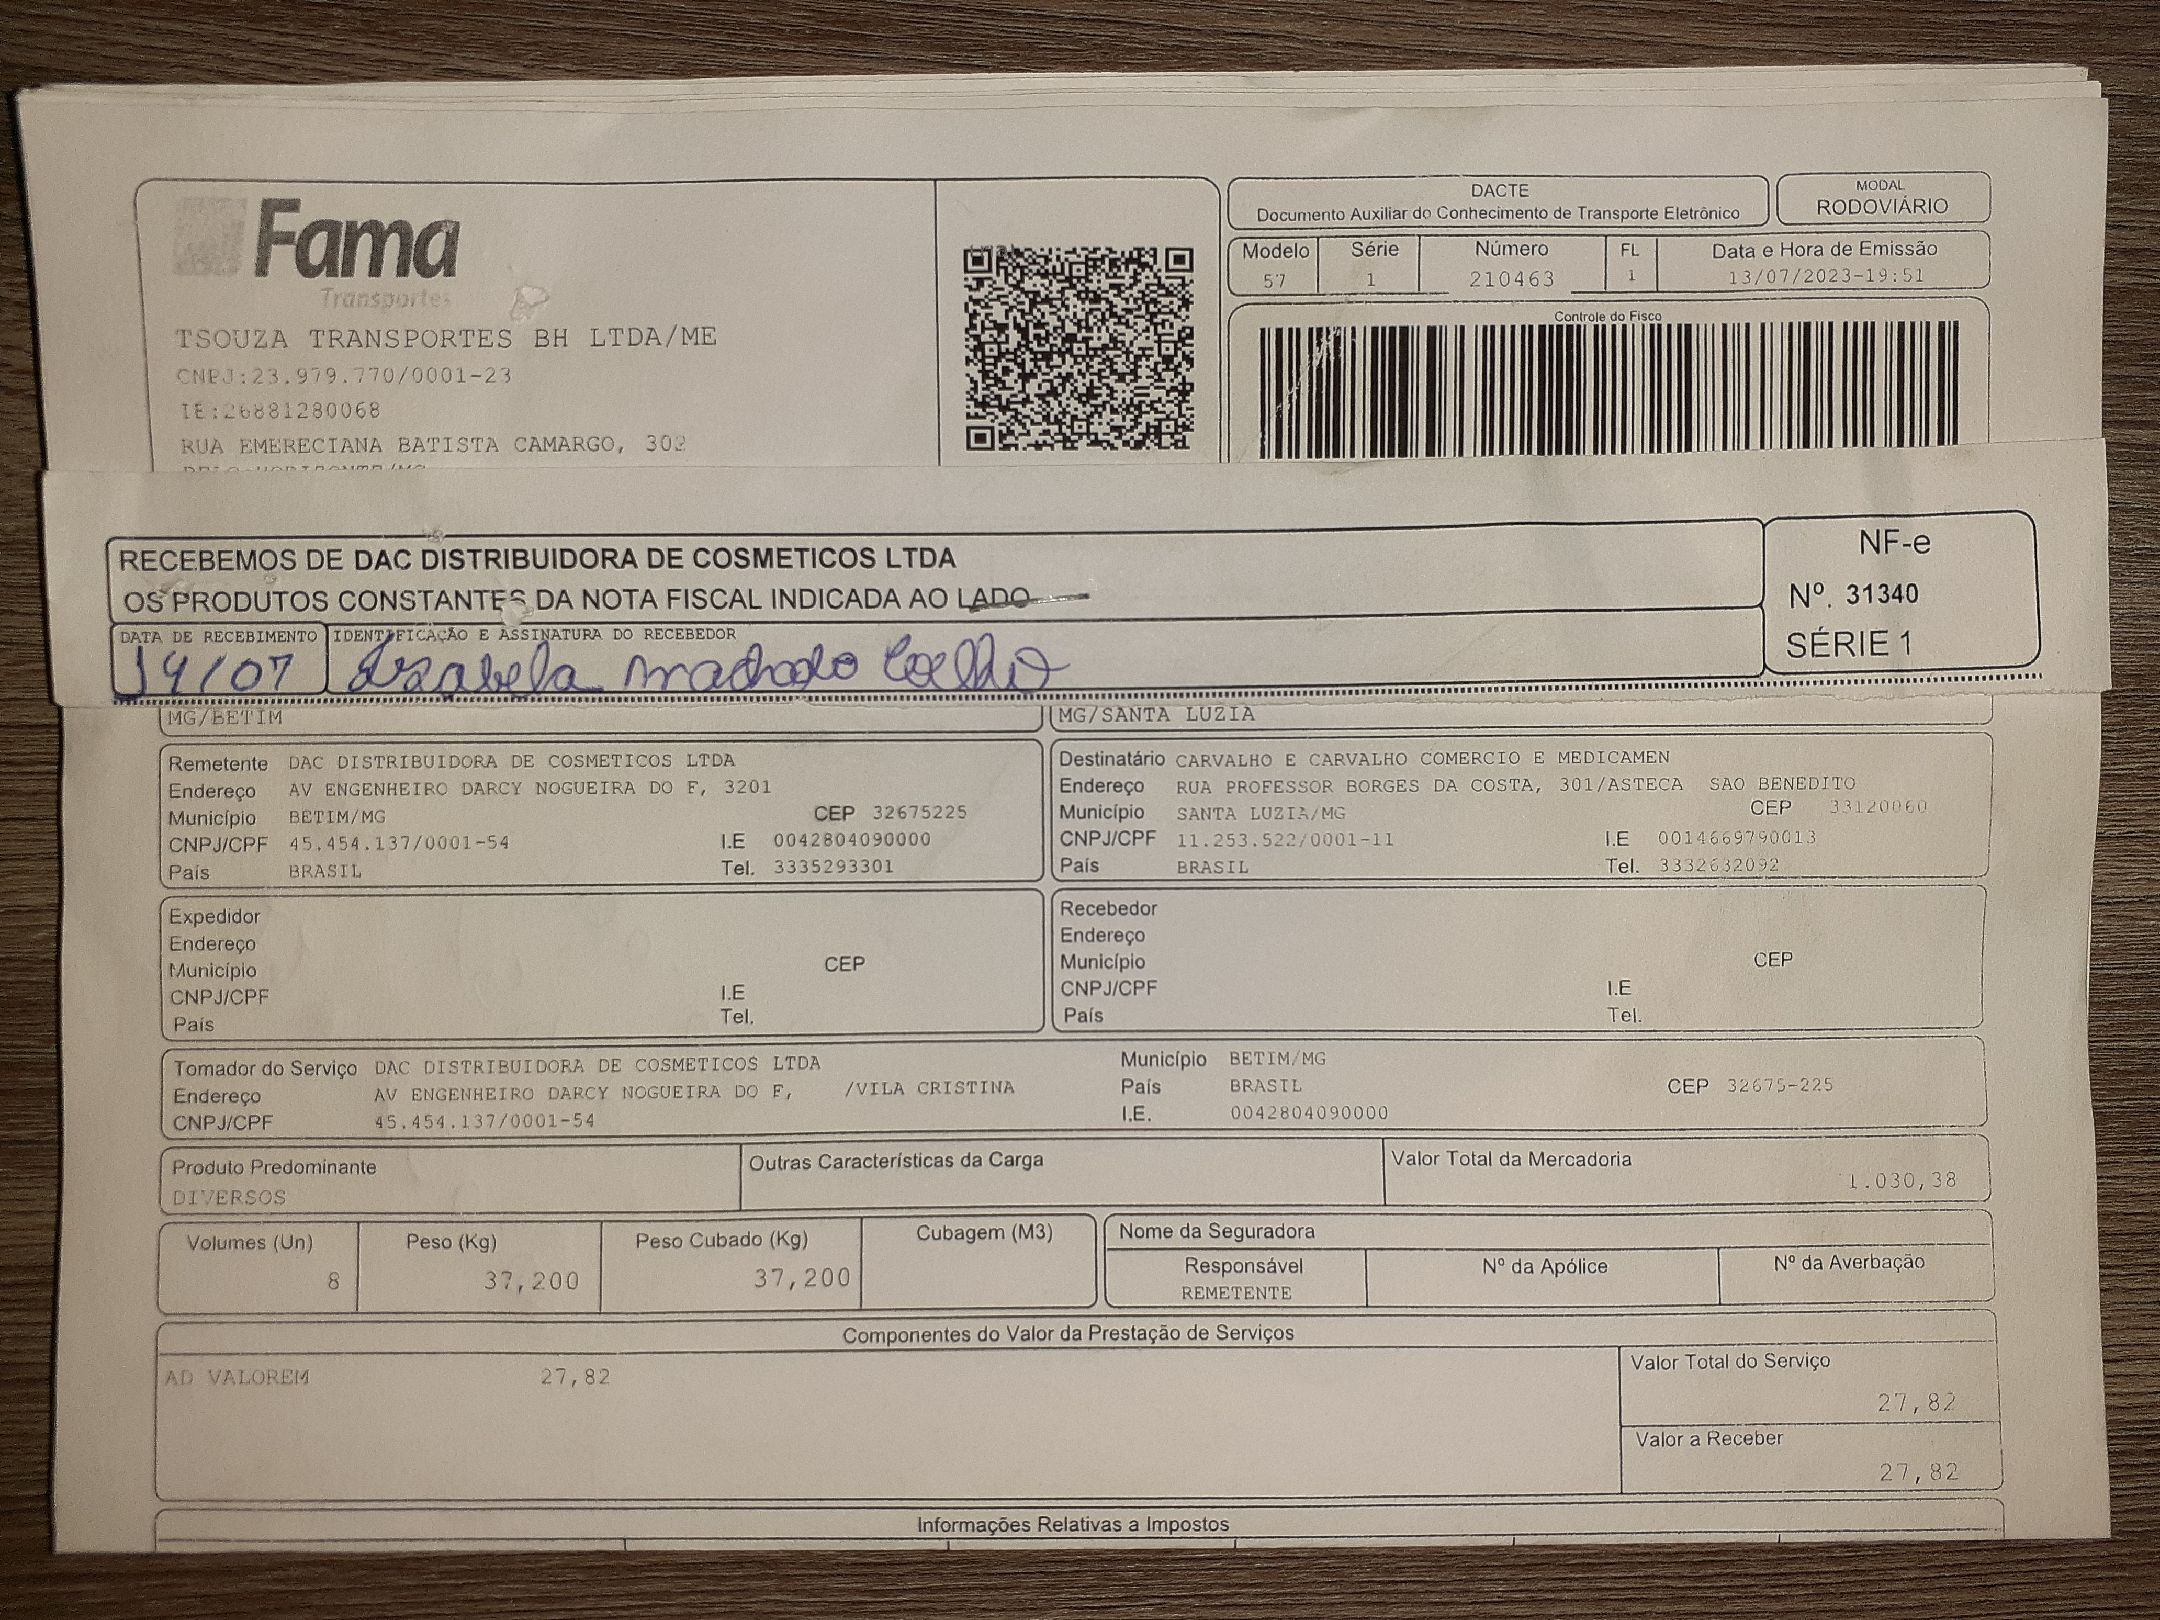 Fama
Transportes
TSOUZA TRANSPORTES BH LTDA/ME
CNPJ:23.979.770/0001-23
IE:26881280068
RUA EMERECIANA BATISTA CAMARGO, 302
DACTE
Documento Auxiliar do Conhecimento de Transporte Eletrônico
MODAL
RODOVIÁRIO
Modelo Série Número FL Data e Hora de Emissão
57 1 210463 1 13/07/2023-19:51
Controle do Fisco
RECEBEMOS DE DAC DISTRIBUIDORA DE COSMETICOS LTDA
OS PRODUTOS CONSTANTES DA NOTA FISCAL INDICADA AO LADO
DATA DE RECEBIMENTO IDENTIFICAÇÃO E ASSINATURA DO RECEBEDOR
14/07 Izabela Machado Coelho
NF-e
Nº. 31340
SÉRIE 1
MG/BETIM MG/SANTA LUZIA
Remetente DAC DISTRIBUIDORA DE COSMETICOS LTDA
Endereço AV ENGENHEIRO DARCY NOGUEIRA DO F, 3201
Município BETIM/MG CEP 32675225
CNPJ/CPF 45.454.137/0001-54 I.E 0042804090000
País BRASIL Tel. 3335293301
Destinatário CARVALHO E CARVALHO COMERCIO E MEDICAMEN
Endereço RUA PROFESSOR BORGES DA COSTA, 301/ASTECA SAO BENEDITO
Município SANTA LUZIA/MG CEP 33120060
CNPJ/CPF 11.253.522/0001-11 I.E 0014669790013
País BRASIL Tel. 3332632092
Expedidor
Endereço
Município CEP
CNPJ/CPF I.E
País Tel.
Recebedor
Endereço
Município CEP
CNPJ/CPF I.E
País Tel.
Tomador do Serviço DAC DISTRIBUIDORA DE COSMETICOS LTDA Município BETIM/MG
Endereço AV ENGENHEIRO DARCY NOGUEIRA DO F, /VILA CRISTINA País BRASIL CEP 32675-225
CNPJ/CPF 45.454.137/0001-54 I.E. 0042804090000
Produto Predominante Outras Características da Carga Valor Total da Mercadoria
DIVERSOS 1.030,38
Volumes (Un) Peso (Kg) Peso Cubado (Kg) Cubagem (M3)
8 37,200 37,200
Nome da Seguradora
Responsável Nº da Apólice Nº da Averbação
REMETENTE
Componentes do Valor da Prestação de Serviços
AD VALOREM 27,82
Valor Total do Serviço
27,82
Valor a Receber
27,82
Informações Relativas a Impostos